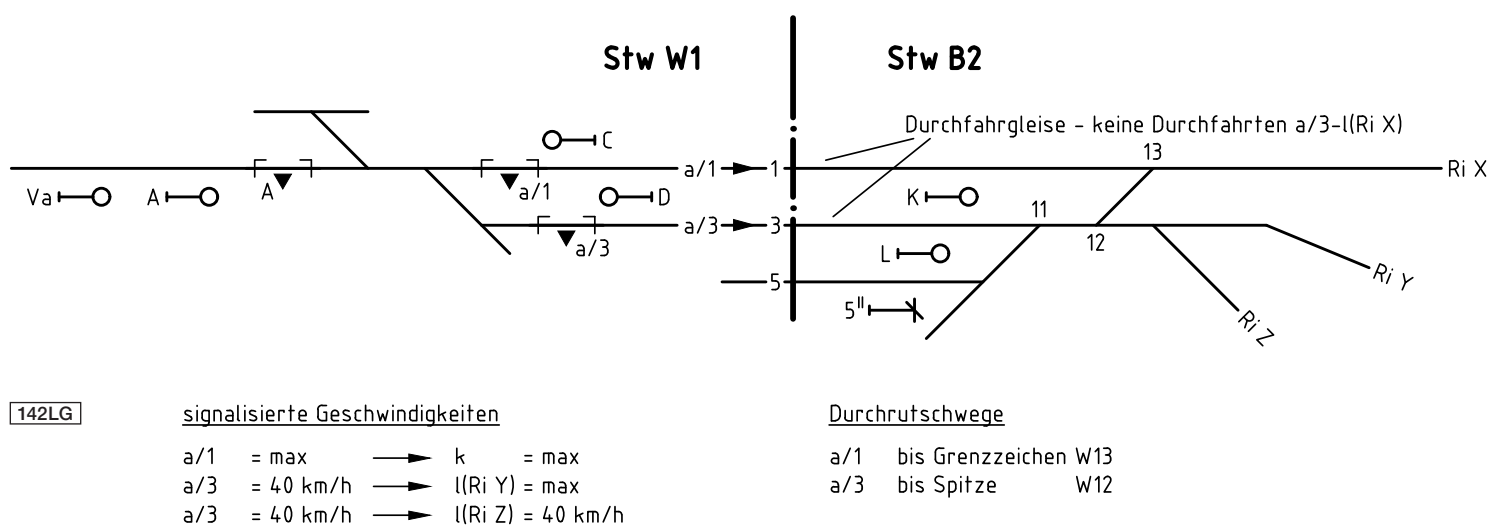 Stw W1 Stw B2
Durchfahrgleise - keine Durchfahrten a/3-l(Ri X)
C
13
A a/1 a/1 1 Ri X
Va A D K
11
a/3 3
a/3 12
L
5 Ri Y
5ᴵᴵ Ri Z
142LG signalisierte Geschwindigkeiten Durchrutschwege
a/1 = max k = max a/1 bis Grenzzeichen W13
a/3 = 40 km/h l(Ri Y) = max a/3 bis Spitze W12
a/3 = 40 km/h l(Ri Z) = 40 km/h